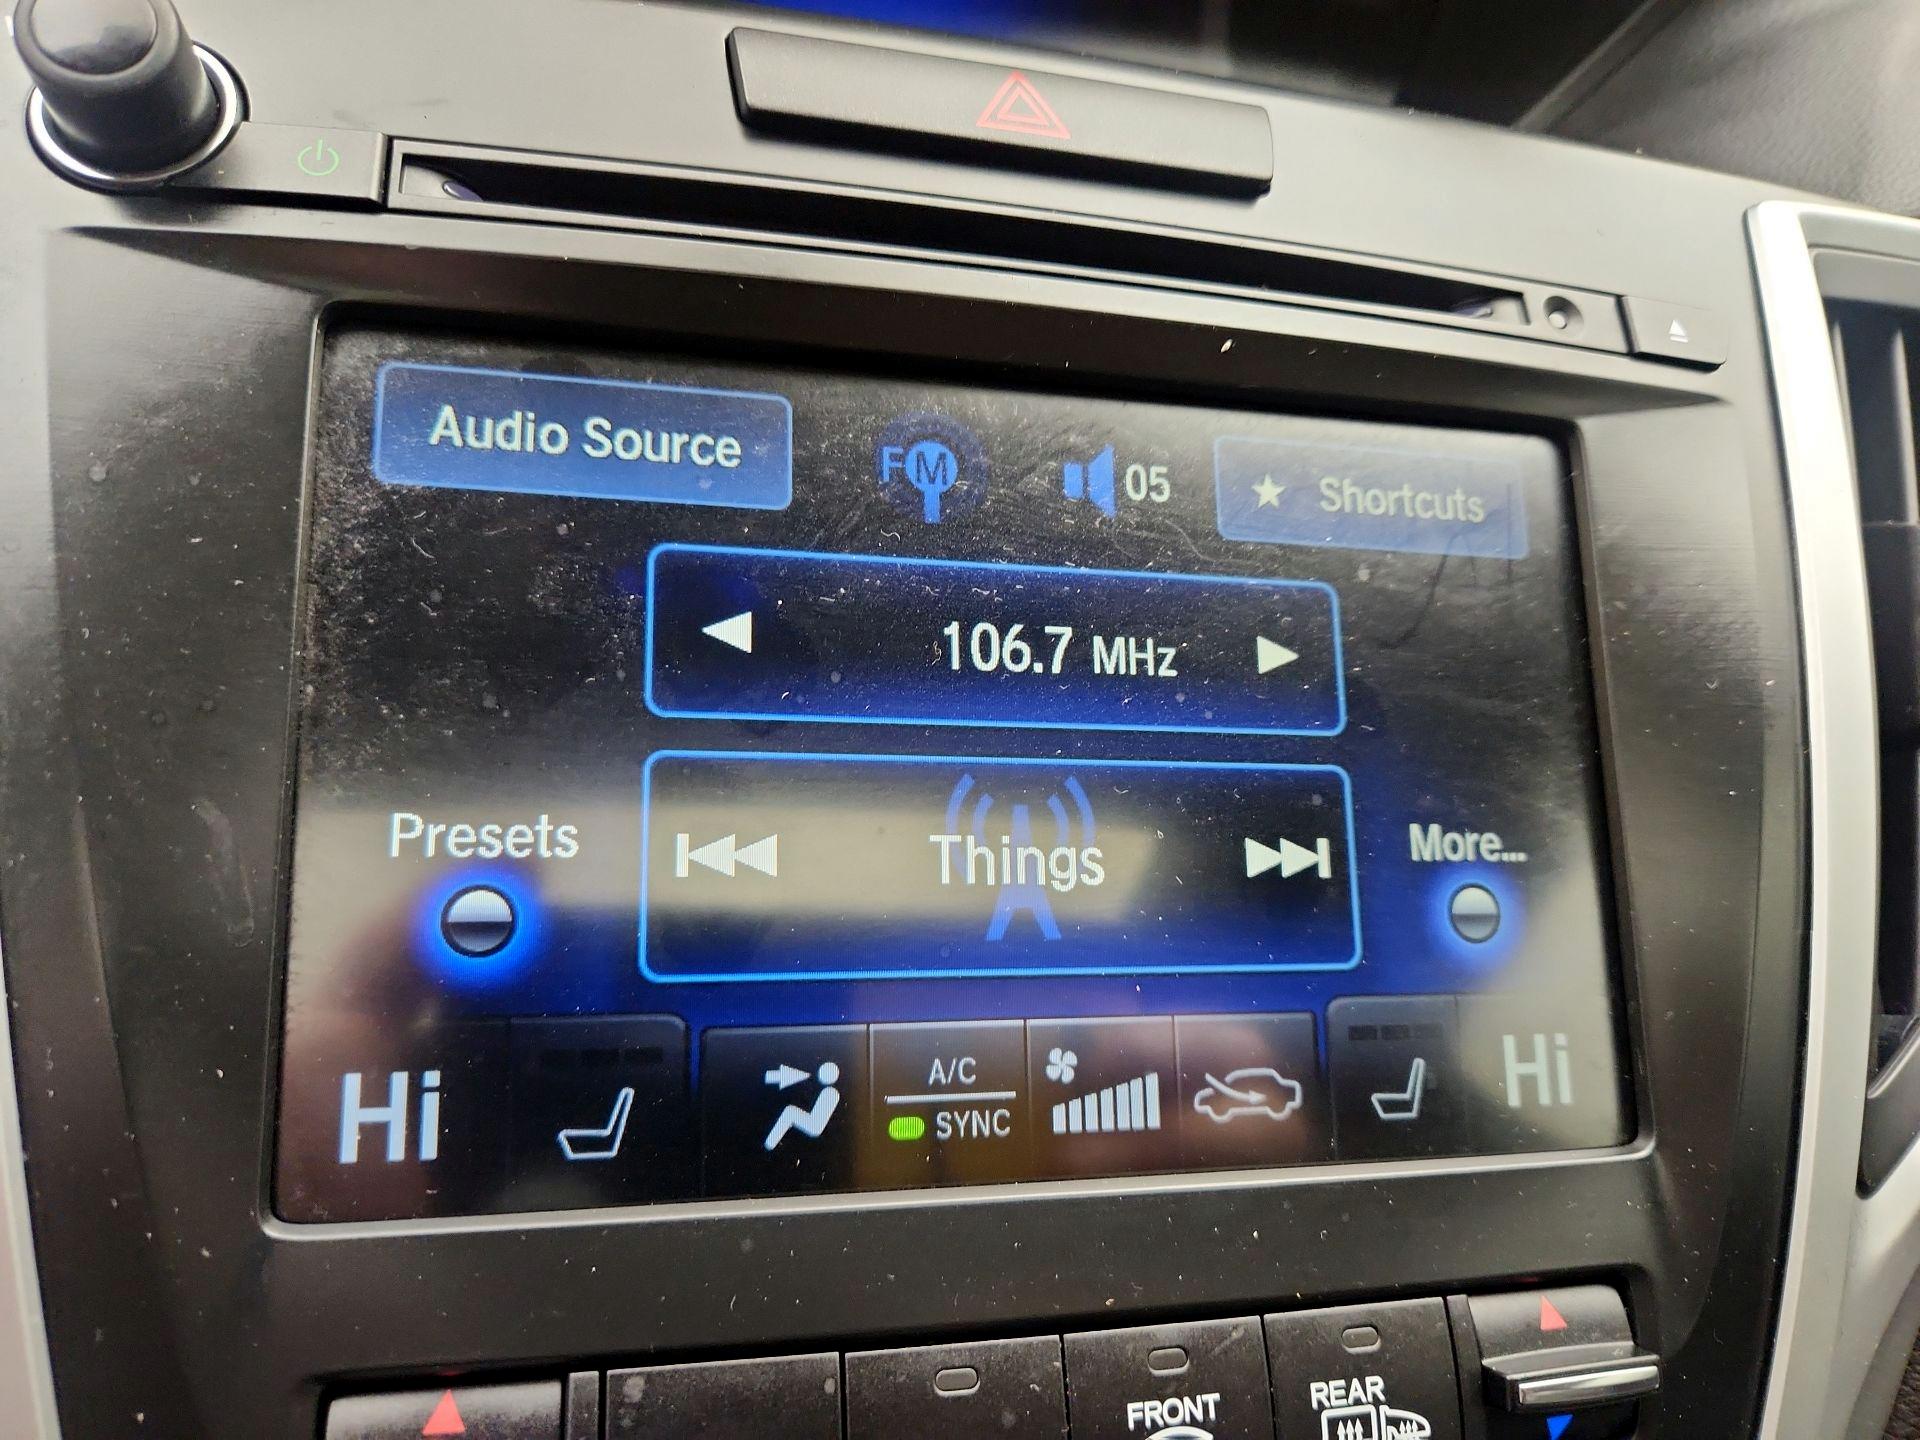 Audio Source
FM
05
★ Shortcuts
106.7 MHz
Presets
Things
More...
Hi
A/C
SYNC
Hi
FRONT
REAR